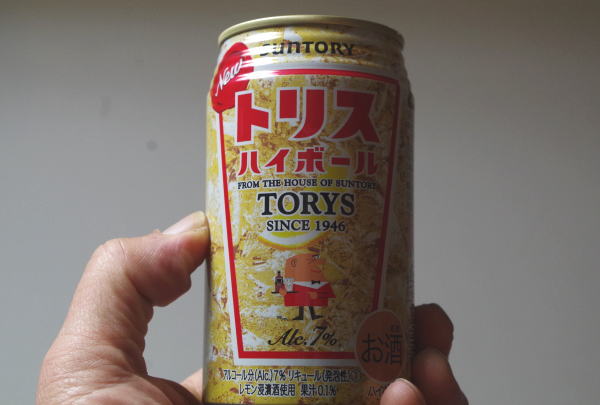 SUNTORY
New
トリス
ハイボール
FROM THE HOUSE OF SUNTORY
TORYS
SINCE 1946
Alc.7%
お酒
アルコール分(Alc.)7% リキュール(発泡性)①
レモン浸漬酒使用 果汁0.1%
ハイ